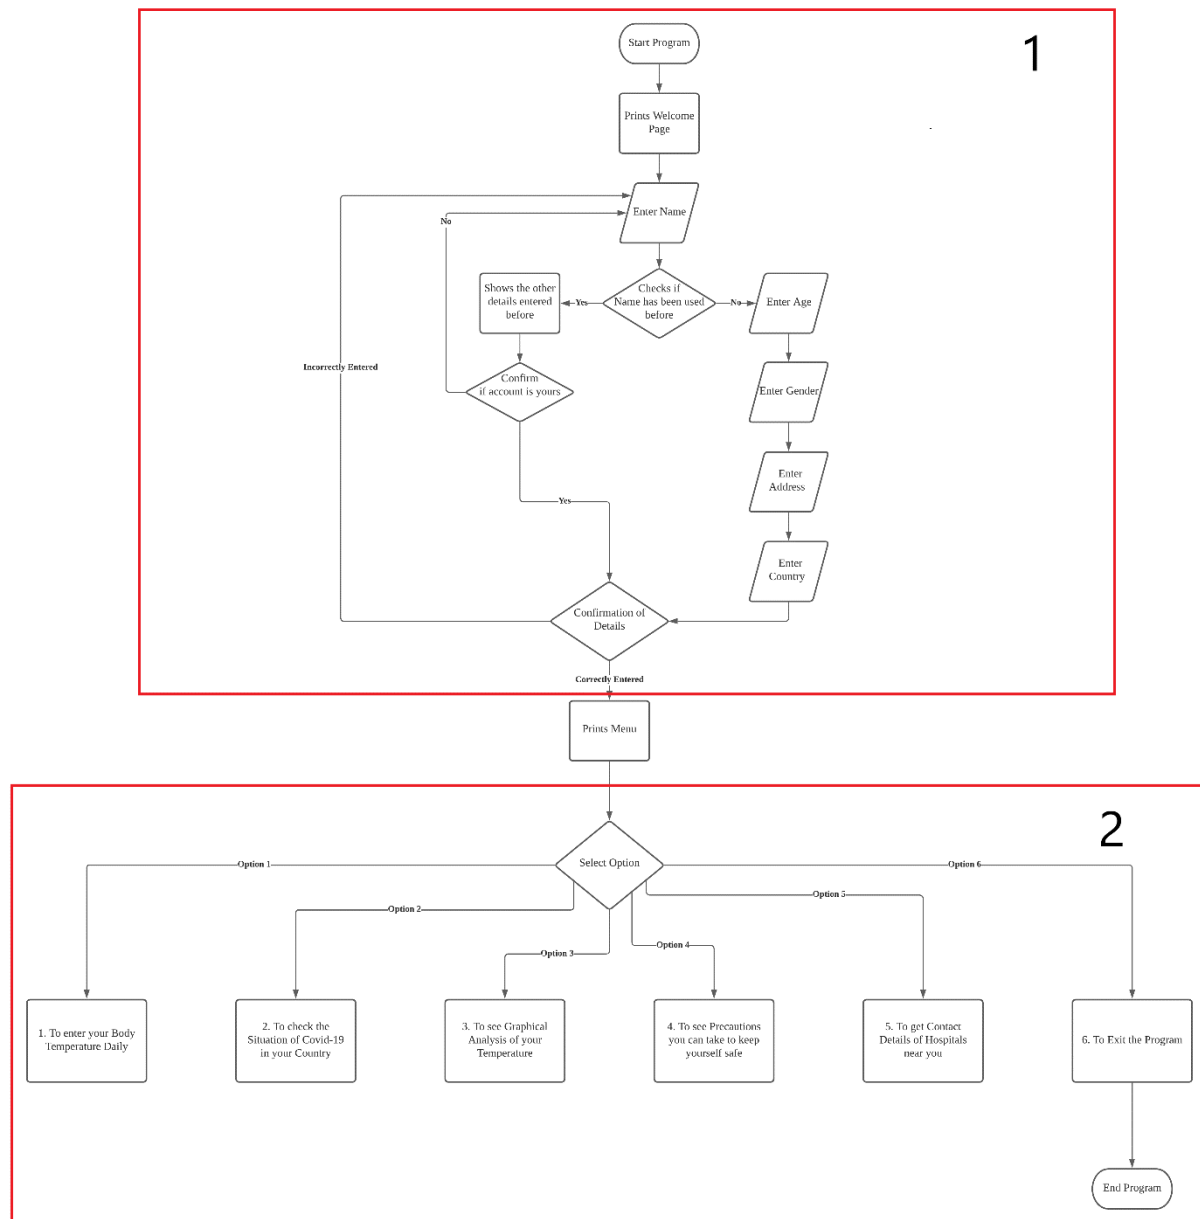 1
Start Program
Prints Welcome
Page
Enter Name
No
Shows the other
details entered
before
Yes
Checks if
Name has been used
before
No
Enter Age
Incorrectly Entered
Confirm
if account is yours
Enter Gender
Enter
Address
Yes
Enter
Country
Confirmation of
Details
Correctly Entered
Prints Menu
2
Select Option
Option 1
Option 6
Option 5
Option 2
Option 4
Option 3
1. To enter your Body
Temperature Daily
2. To check the
Situation of Covid-19
in your Country
3. To see Graphical
Analysis of your
Temperature
4. To see Precautions
you can take to keep
yourself safe
5. To get Contact
Details of Hospitals
near you
6. To Exit the Program
End Program